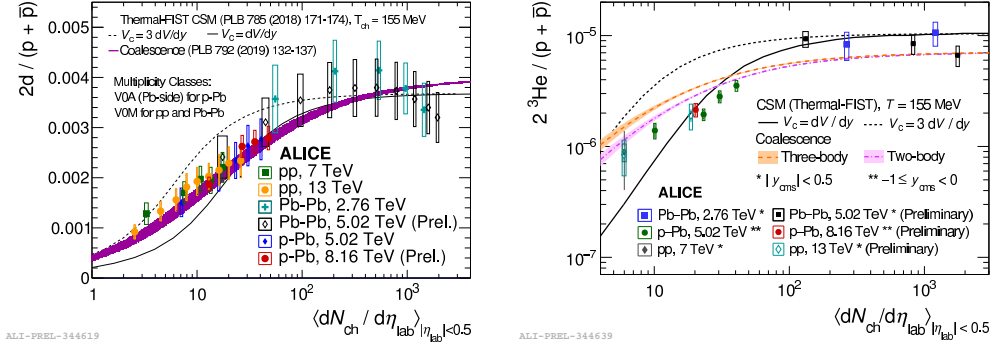 2d / (p + p̅)
0.005
0.004
0.003
0.002
0.001
0
Thermal-FIST CSM (PLB 785 (2018) 171-174), T_ch = 155 MeV
V_C = 3 dV/dy
V_C = dV/dy
Coalescence (PLB 792 (2019) 132-137)
Multiplicity Classes:
V0A (Pb-side) for p-Pb
V0M for pp and Pb-Pb
ALICE
pp, 7 TeV
pp, 13 TeV
Pb-Pb, 2.76 TeV
Pb-Pb, 5.02 TeV (Prel.)
p-Pb, 5.02 TeV
p-Pb, 8.16 TeV (Prel.)
1
10
10²
10³
⟨dN_ch / dη_lab⟩_|η_lab|<0.5
ALI-PREL-344619
2 ³He / (p + p̅)
10⁻⁵
10⁻⁶
10⁻⁷
CSM (Thermal-FIST), T = 155 MeV
V_C = dV / dy
V_C = 3 dV / dy
Coalescence
Three-body
Two-body
* | y_cms | < 0.5
** −1 ≤ y_cms < 0
ALICE
Pb-Pb, 2.76 TeV *
Pb-Pb, 5.02 TeV * (Preliminary)
p-Pb, 5.02 TeV **
p-Pb, 8.16 TeV ** (Preliminary)
pp, 7 TeV *
pp, 13 TeV * (Preliminary)
10
10²
10³
⟨dN_ch/dη_lab⟩_|η_lab|<0.5
ALI-PREL-344639